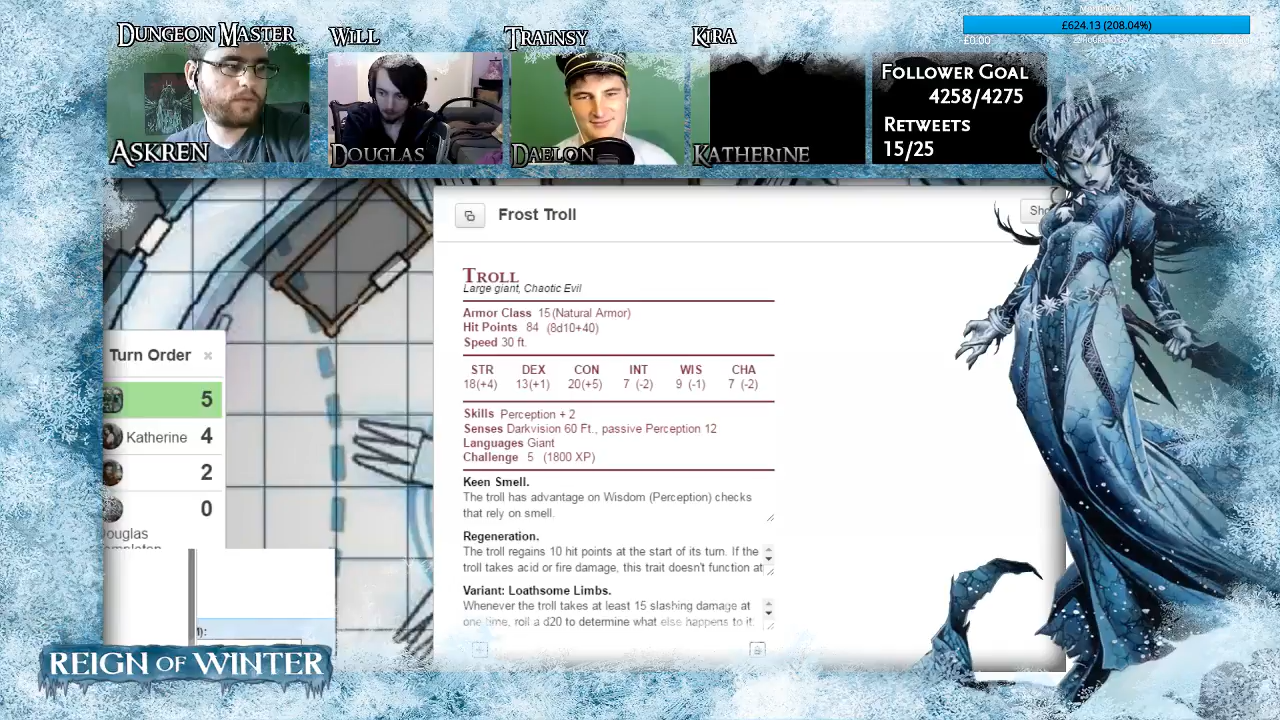 DUNGEON MASTER
WILL
TRAINSY
KIRA
£624.13 (208.04%)
£0.00
FOLLOWER GOAL
4258/4275
RETWEETS
15/25
ASKREN
DOUGLAS
DAELON
KATHERINE
Frost Troll
Sho
TROLL
Large giant, Chaotic Evil
Armor Class 15 (Natural Armor)
Hit Points 84 (8d10+40)
Speed 30 ft.
STR DEX CON INT WIS CHA
18(+4) 13(+1) 20(+5) 7 (-2) 9 (-1) 7 (-2)
Skills Perception + 2
Senses Darkvision 60 Ft., passive Perception 12
Languages Giant
Challenge 5 (1800 XP)
Keen Smell.
The troll has advantage on Wisdom (Perception) checks
that rely on smell.
Regeneration.
The troll regains 10 hit points at the start of its turn. If the
troll takes acid or fire damage, this trait doesn't function at
Variant: Loathsome Limbs.
Whenever the troll takes at least 15 slashing damage at
one time, roll a d20 to determine what else happens to it.
Turn Order ×
5
Katherine 4
2
0
ouglas
REIGN OF WINTER